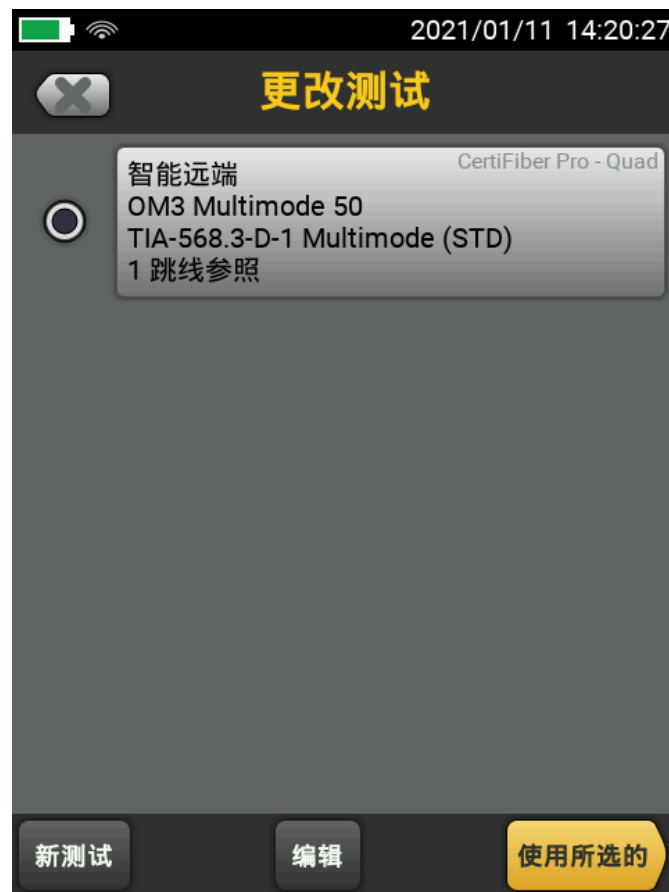 2021/01/11 14:20:27
更改测试
CertiFiber Pro - Quad
智能远端
OM3 Multimode 50
TIA-568.3-D-1 Multimode (STD)
1 跳线参照
新测试
编辑
使用所选的